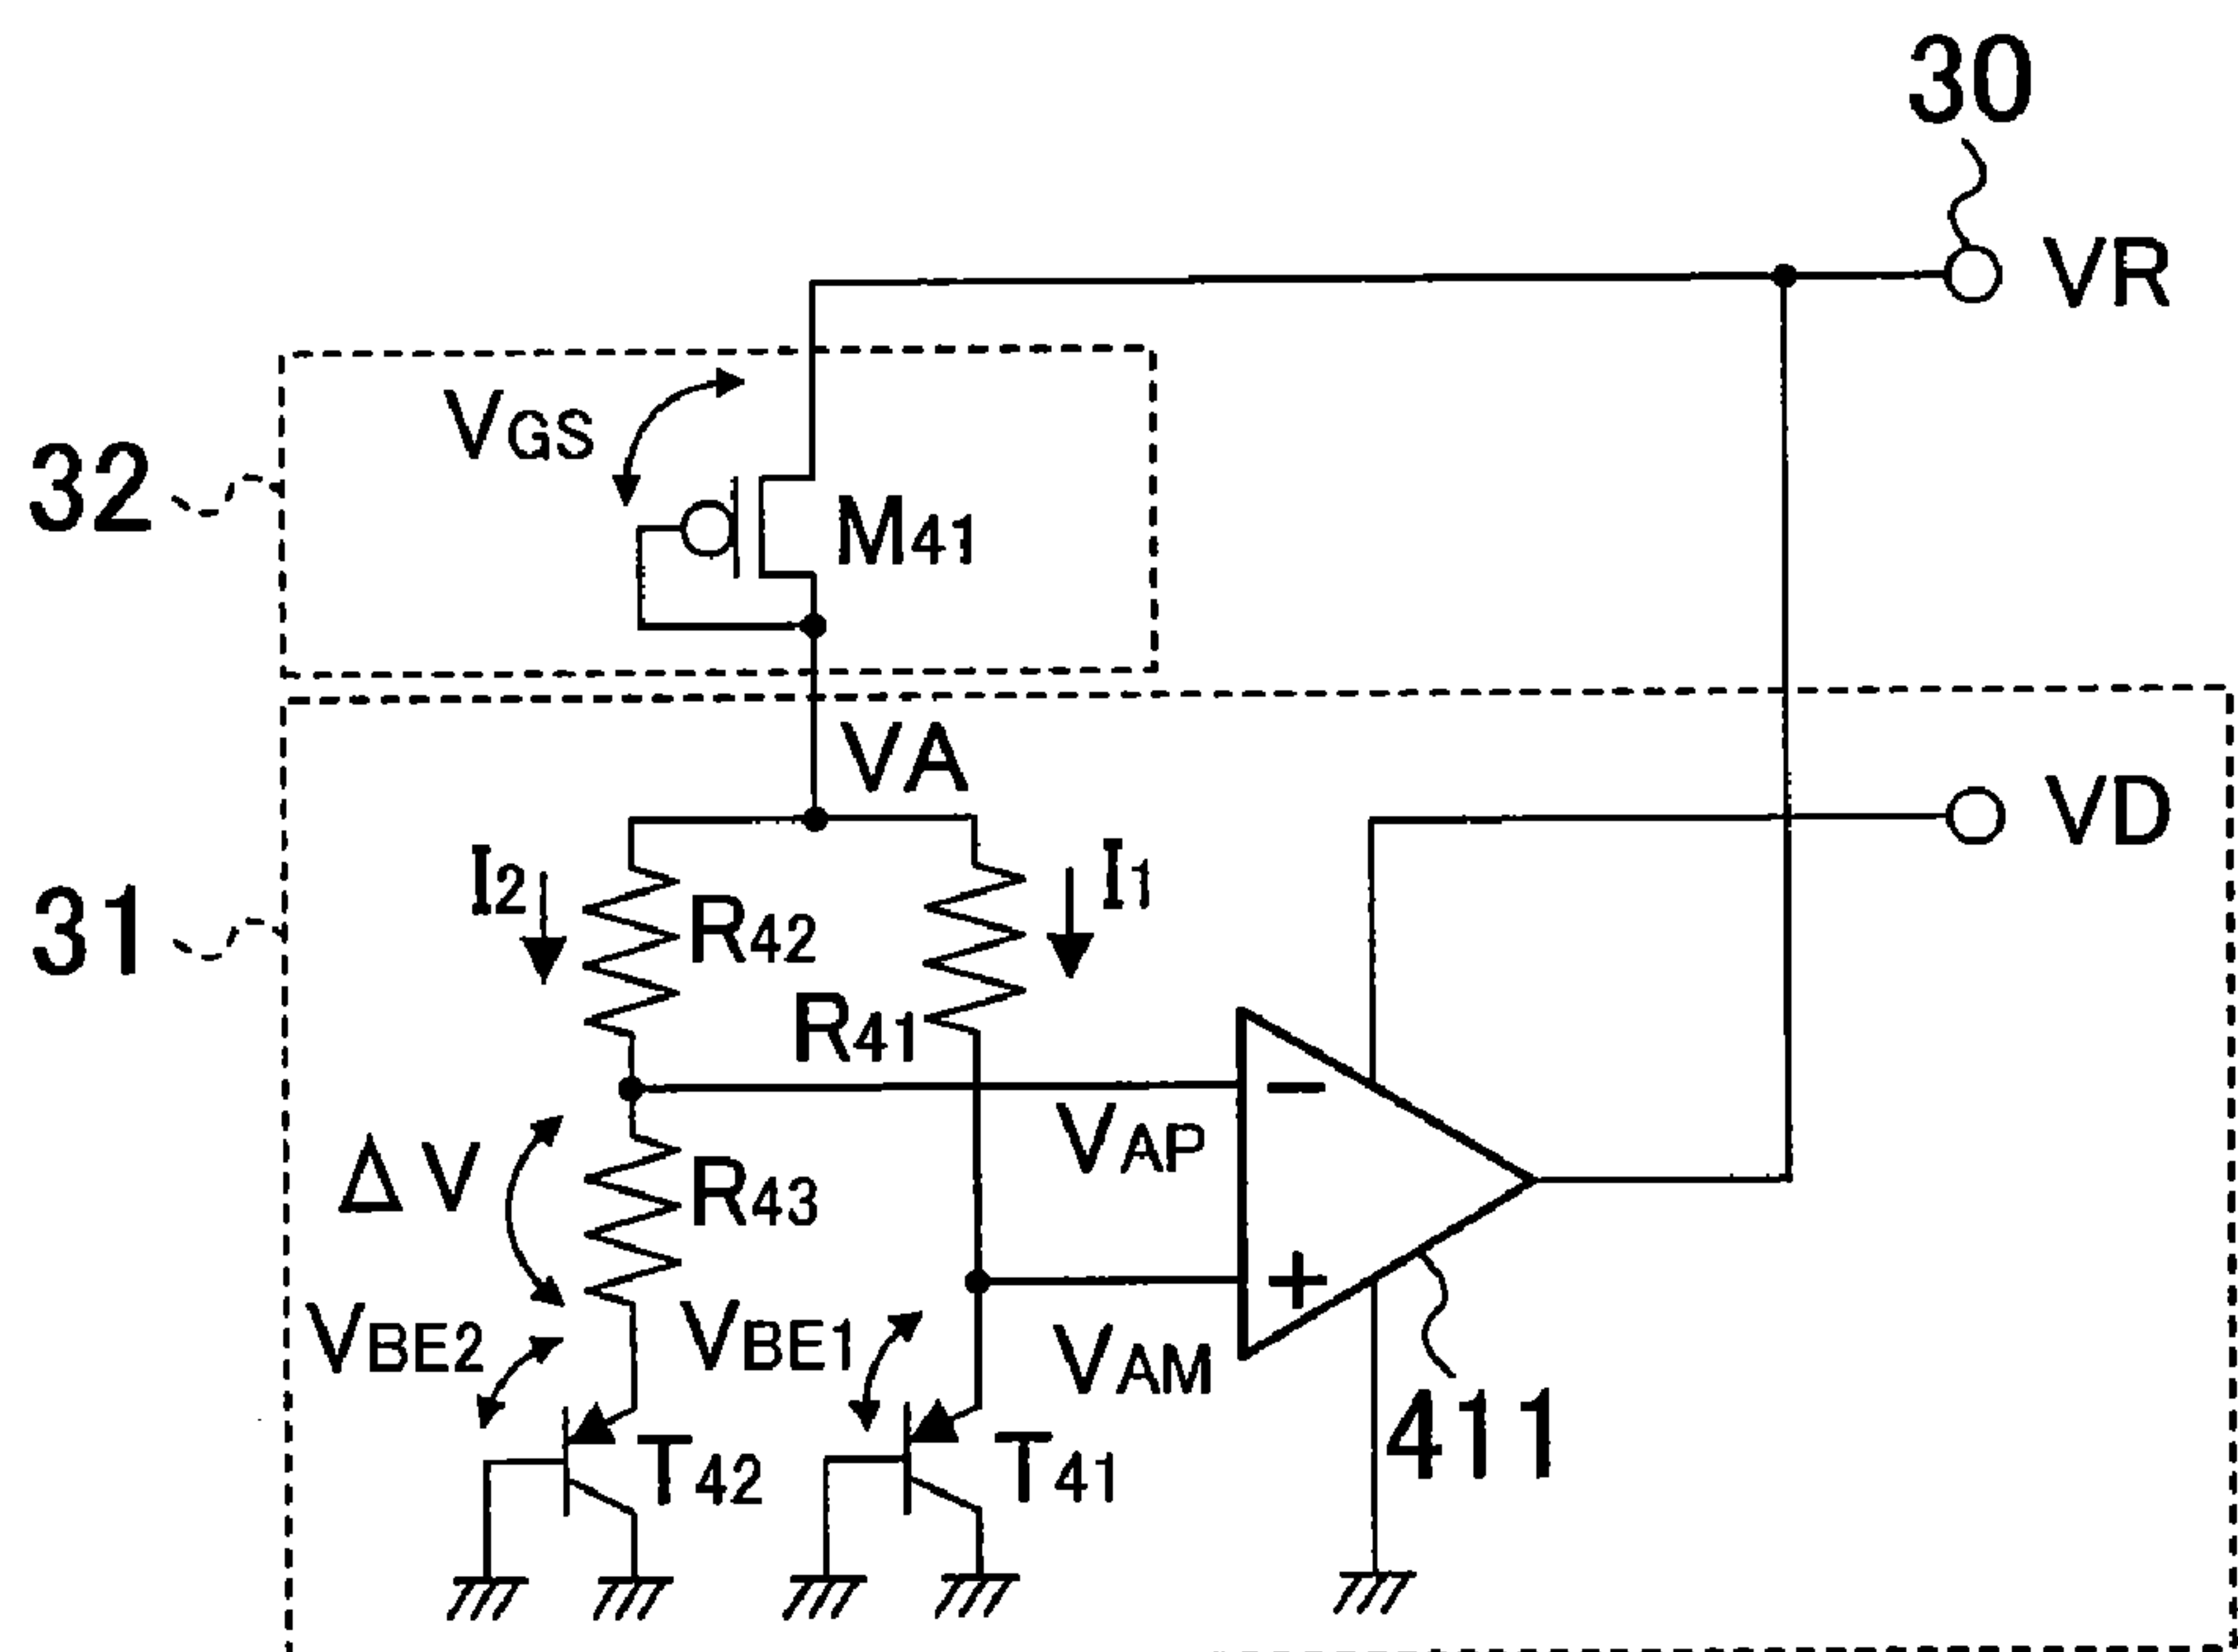 30
VR
VGS
32
M41
VA
VD
I2
I1
31
R42
R41
−
VAP
ΔV
R43
+
VBE2
VBE1
VAM
411
T42
T41